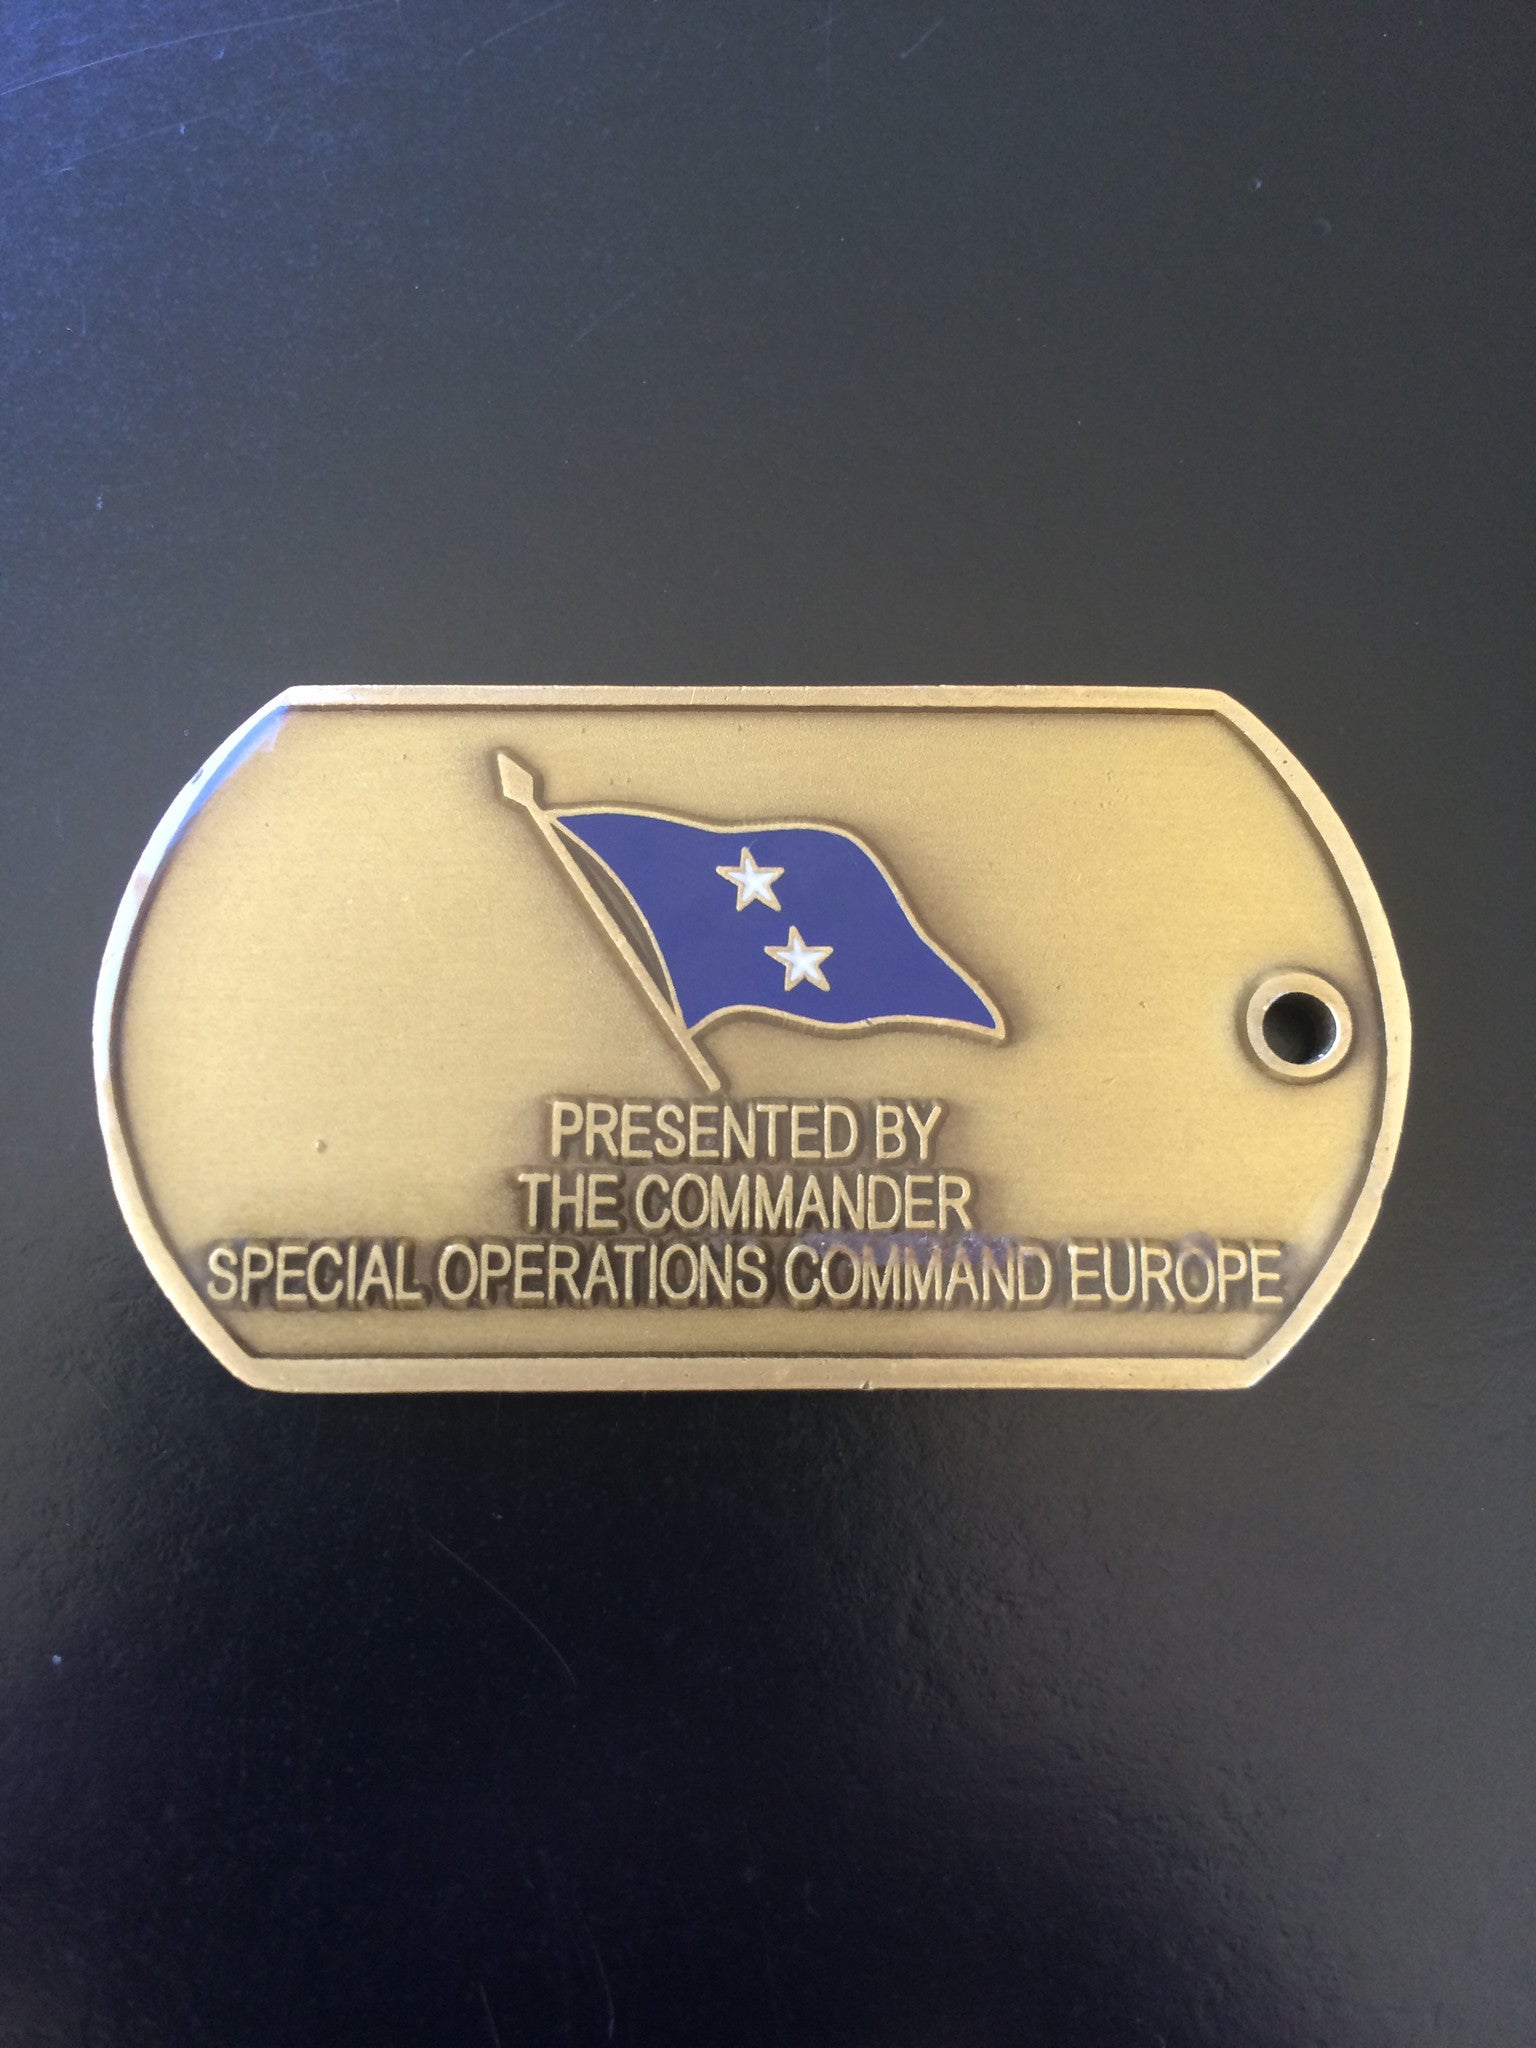 PRESENTED BY
THE COMMANDER
SPECIAL OPERATIONS COMMAND EUROPE